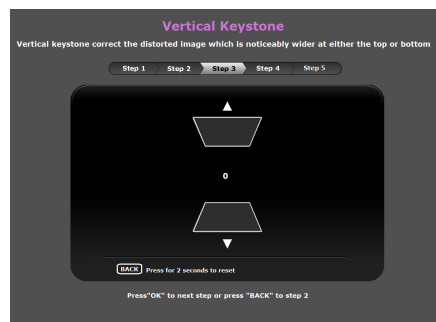 Vertical Keystone
Vertical keystone correct the distorted image which is noticeably wider at either the top or bottom
Step 1 Step 2 Step 3 Step 4 Step 5
0
BACK Press for 2 seconds to reset
Press"OK" to next step or press "BACK" to step 2